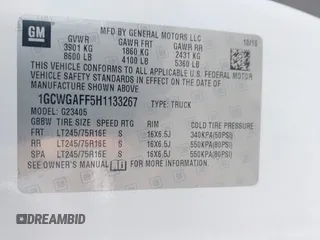 GM
MFD BY GENERAL MOTORS LLC
10/16
GVWR GAWR FRT GAWR RR
3901 KG 1860 KG 2431 KG
8600 LB 4100 LB 5360 LB
THIS VEHICLE CONFORMS TO ALL APPLICABLE U.S. FEDERAL MOTOR
VEHICLE SAFETY STANDARDS IN EFFECT ON THE DATE OF
MANUFACTURE SHOWN ABOVE.
1GCWGAFF5H1133267 TYPE: TRUCK
MODEL: G23405
GBBW TIRE SIZE SPEED RTG RIM COLD TIRE PRESSURE
FRT LT245/75R16E S 16X6.5J 340KPA(50PSI)
RR LT245/75R16E S 16X6.5J 550KPA(80PSI)
SPA LT245/75R16E S 16X6.5J 550KPA(80PSI)
SEE OWNER'S MANUAL FOR
DREAMBID